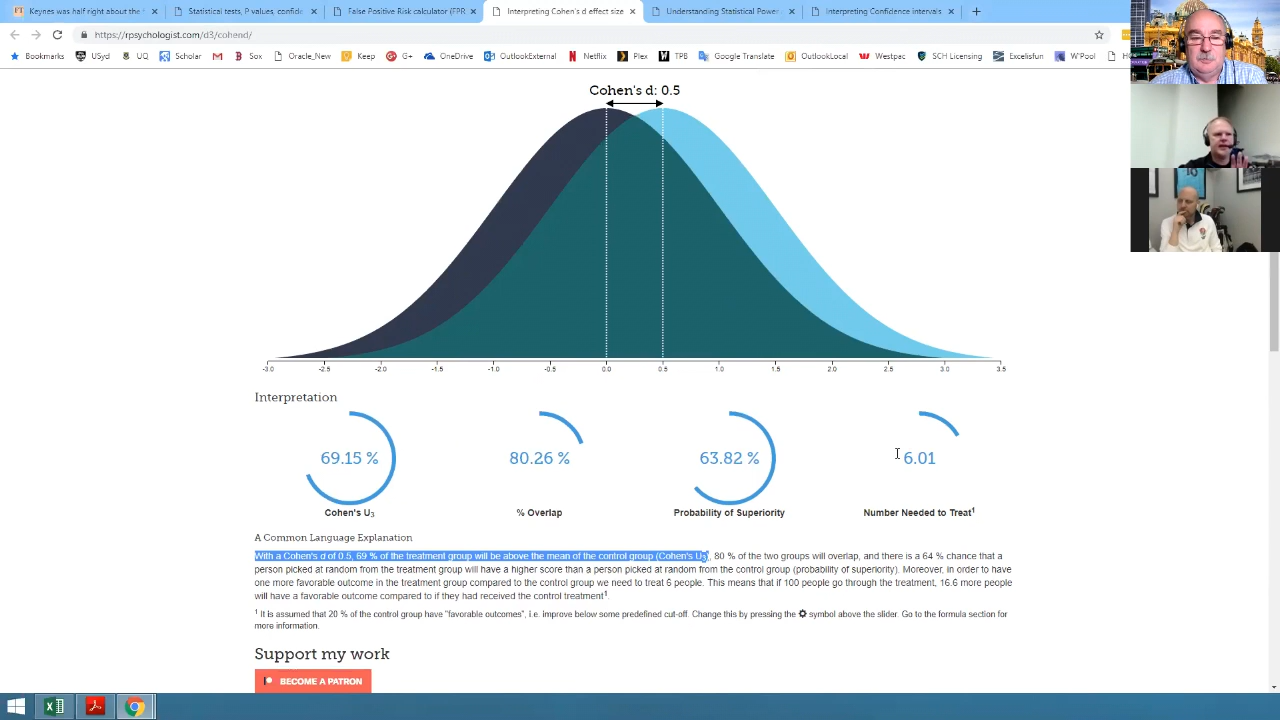 Keynes was half right about the
Statistical tests, P values, confide
False Positive Risk calculator (FPR
Interpreting Cohen's d effect size
Understanding Statistical Power
Interpreting Confidence intervals
https://rpsychologist.com/d3/cohend/
Bookmarks USyd UQ Scholar Sox Oracle_New Keep G+ OneDrive OutlookExternal Netflix Plex TPB Google Translate OutlookLocal Westpac SCH Licensing Excelisfun W'Pool
Cohen's d: 0.5
-3.0 -2.5 -2.0 -1.5 -1.0 -0.5 0.0 0.5 1.0 1.5 2.0 2.5 3.0 3.5
Interpretation
69.15 % 80.26 % 63.82 % 6.01
Cohen's U3 % Overlap Probability of Superiority Number Needed to Treat1
A Common Language Explanation
With a Cohen's d of 0.5, 69 % of the treatment group will be above the mean of the control group (Cohen's U3), 80 % of the two groups will overlap, and there is a 64 % chance that a
person picked at random from the treatment group will have a higher score than a person picked at random from the control group (probability of superiority). Moreover, in order to have
one more favorable outcome in the treatment group compared to the control group we need to treat 6 people. This means that if 100 people go through the treatment, 16.6 more people
will have a favorable outcome compared to if they had received the control treatment1.
1 It is assumed that 20 % of the control group have "favorable outcomes", i.e. improve below some predefined cut-off. Change this by pressing the ⚙ symbol above the slider. Go to the formula section for
more information.
Support my work
BECOME A PATRON